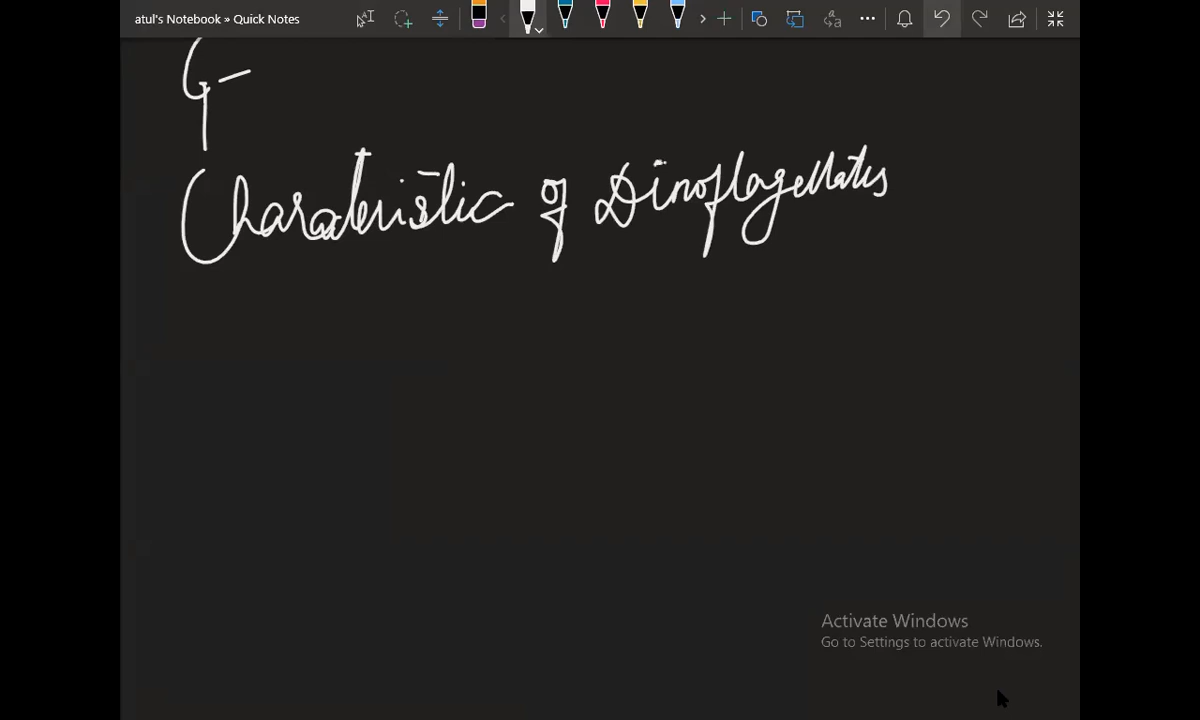 atul's Notebook » Quick Notes
Charateristic of Dinoflagellates
Activate Windows
Go to Settings to activate Windows.